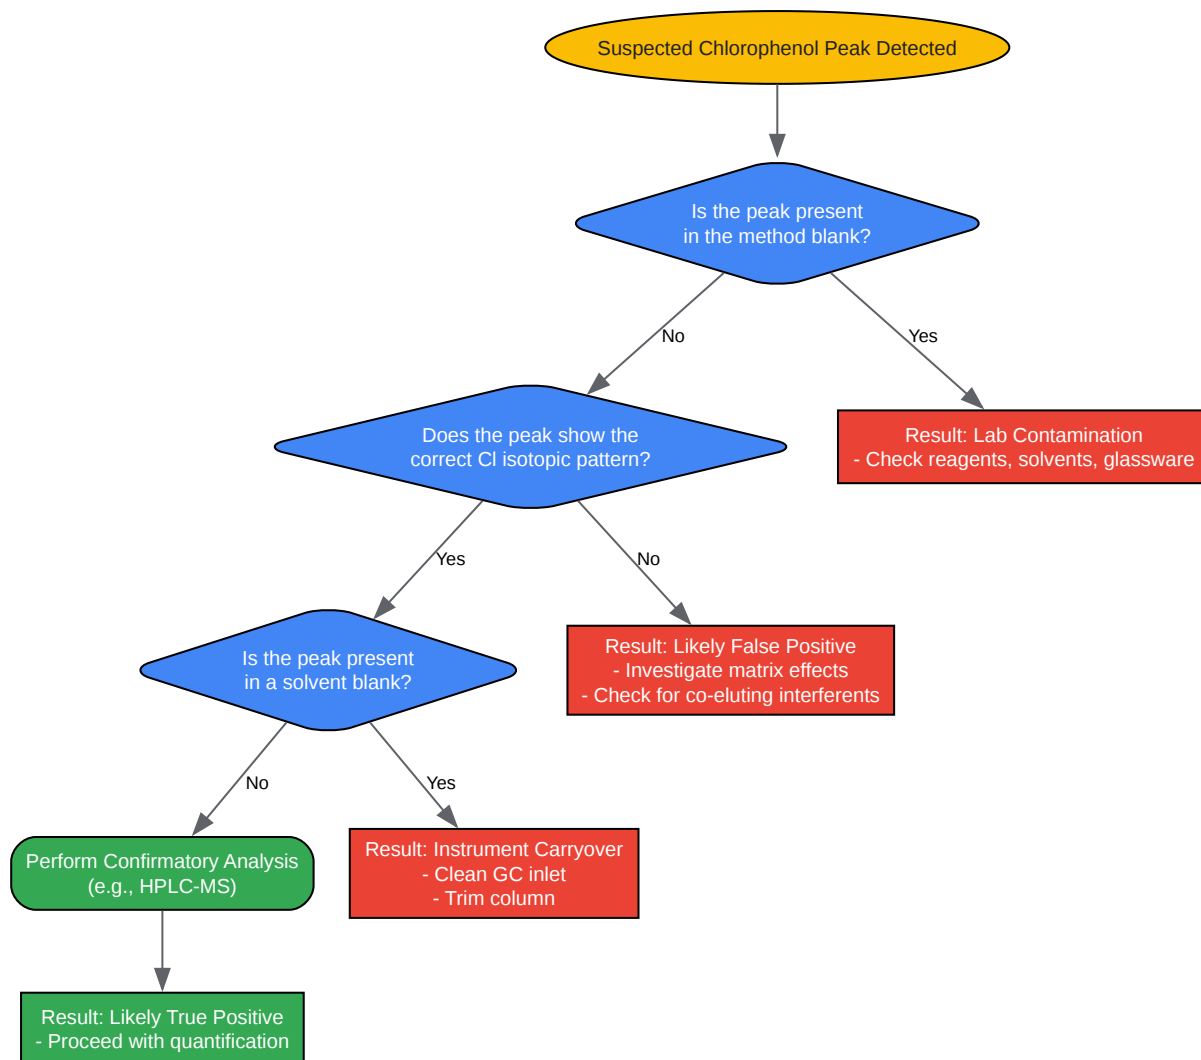 Suspected Chlorophenol Peak Detected
Is the peak present
in the method blank?
No
Yes
Does the peak show the
correct Cl isotopic pattern?
Result: Lab Contamination
- Check reagents, solvents, glassware
Yes
No
Is the peak present
in a solvent blank?
Result: Likely False Positive
- Investigate matrix effects
- Check for co-eluting interferents
No
Yes
Perform Confirmatory Analysis
(e.g., HPLC-MS)
Result: Instrument Carryover
- Clean GC inlet
- Trim column
Result: Likely True Positive
- Proceed with quantification